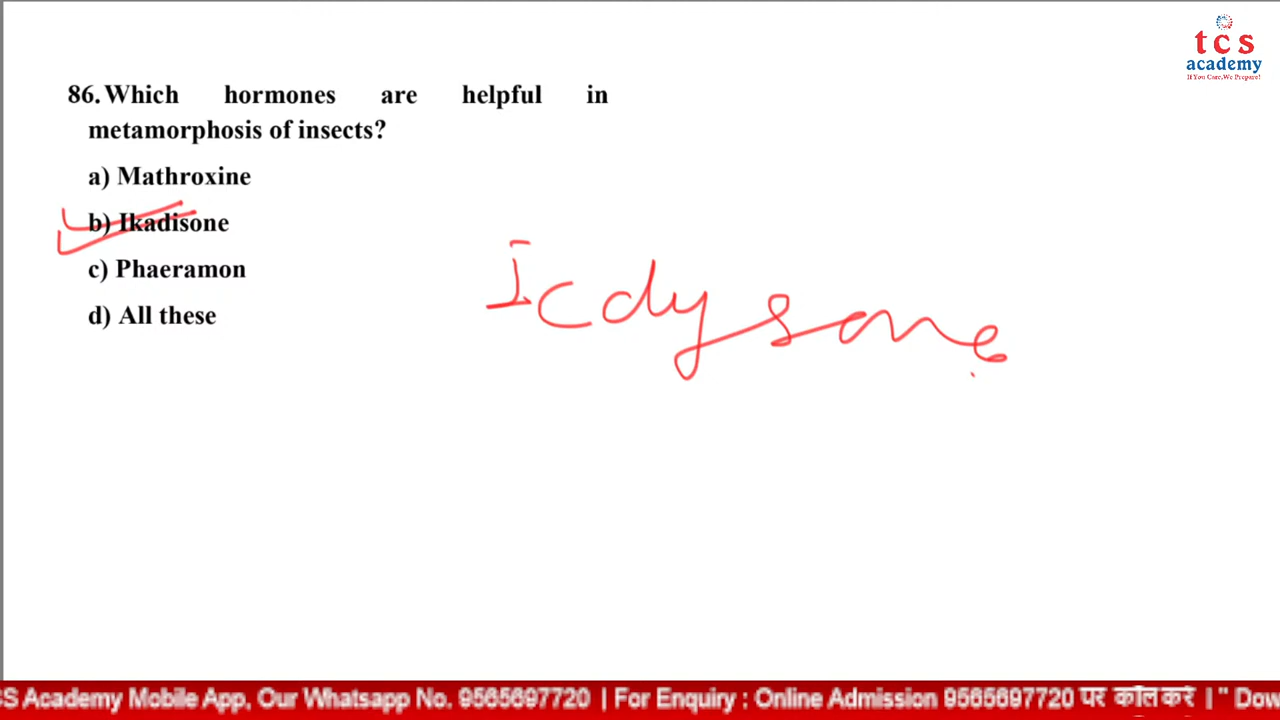 tcs
academy
If You Care, We Prepare!
86. Which hormones are helpful in
metamorphosis of insects?
a) Mathroxine
b) Ikadisone
c) Phaeramon
d) All these
Icdysone
CS Academy Mobile App, Our Whatsapp No. 9565697720 | For Enquiry : Online Admission 9565697720 पर कॉल करे | " Dow